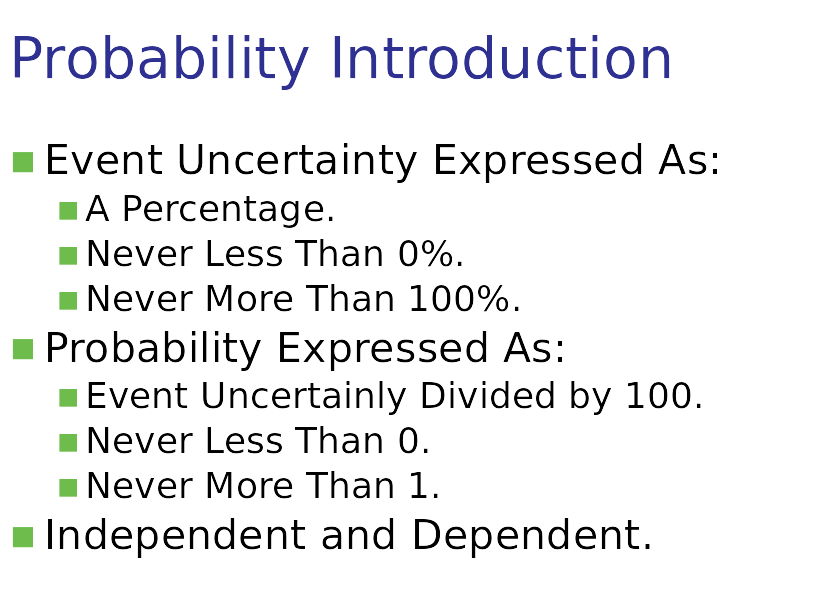 Probability Introduction
Event Uncertainty Expressed As:
A Percentage.
Never Less Than 0%.
Never More Than 100%.
Probability Expressed As:
Event Uncertainly Divided by 100.
Never Less Than 0.
Never More Than 1.
Independent and Dependent.